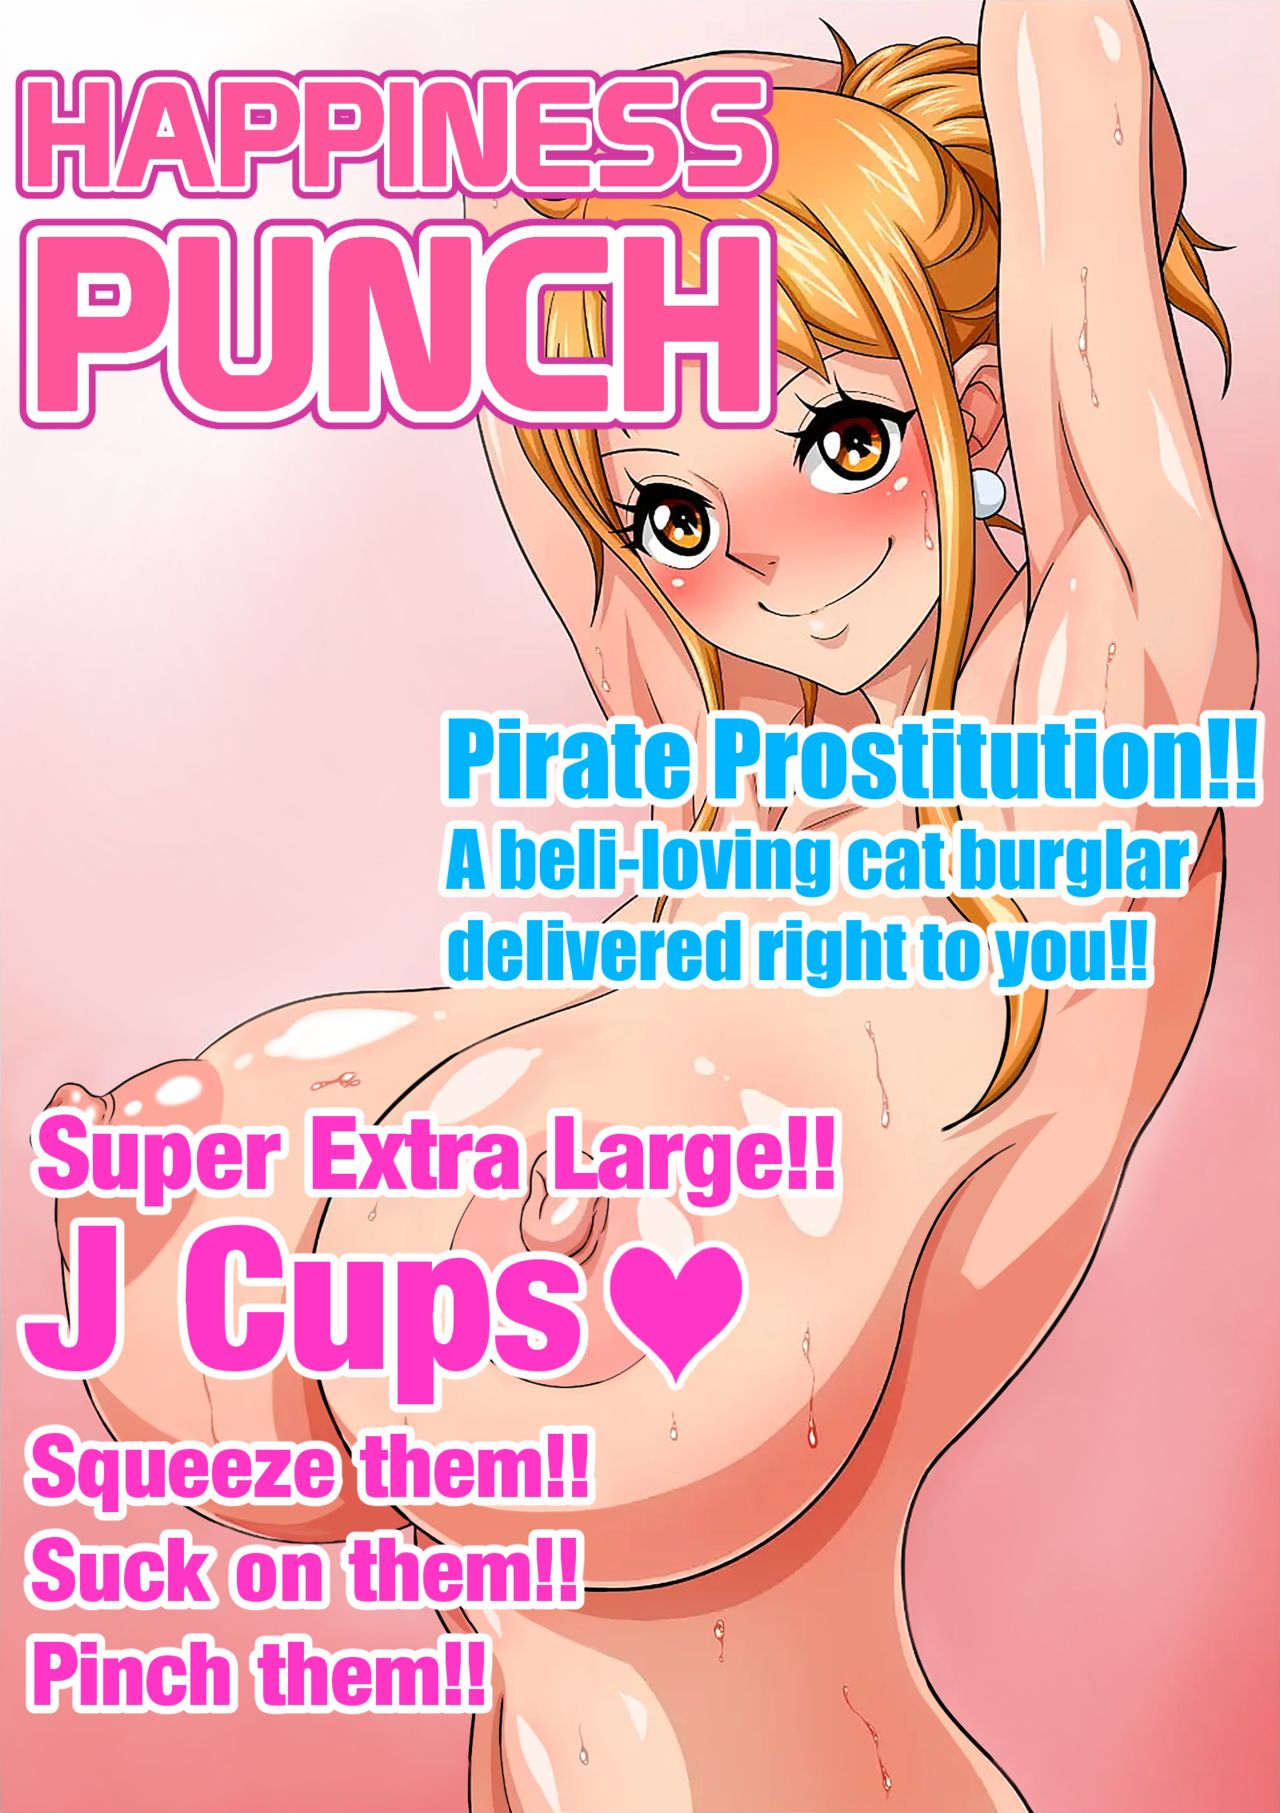 HAPPINESS
PUNCH
Pirate Prostitution!!
A beli-loving cat burglar
delivered right to you!!
Super Extra Large!!
J Cups♥
Squeeze them!!
Suck on them!!
Pinch them!!